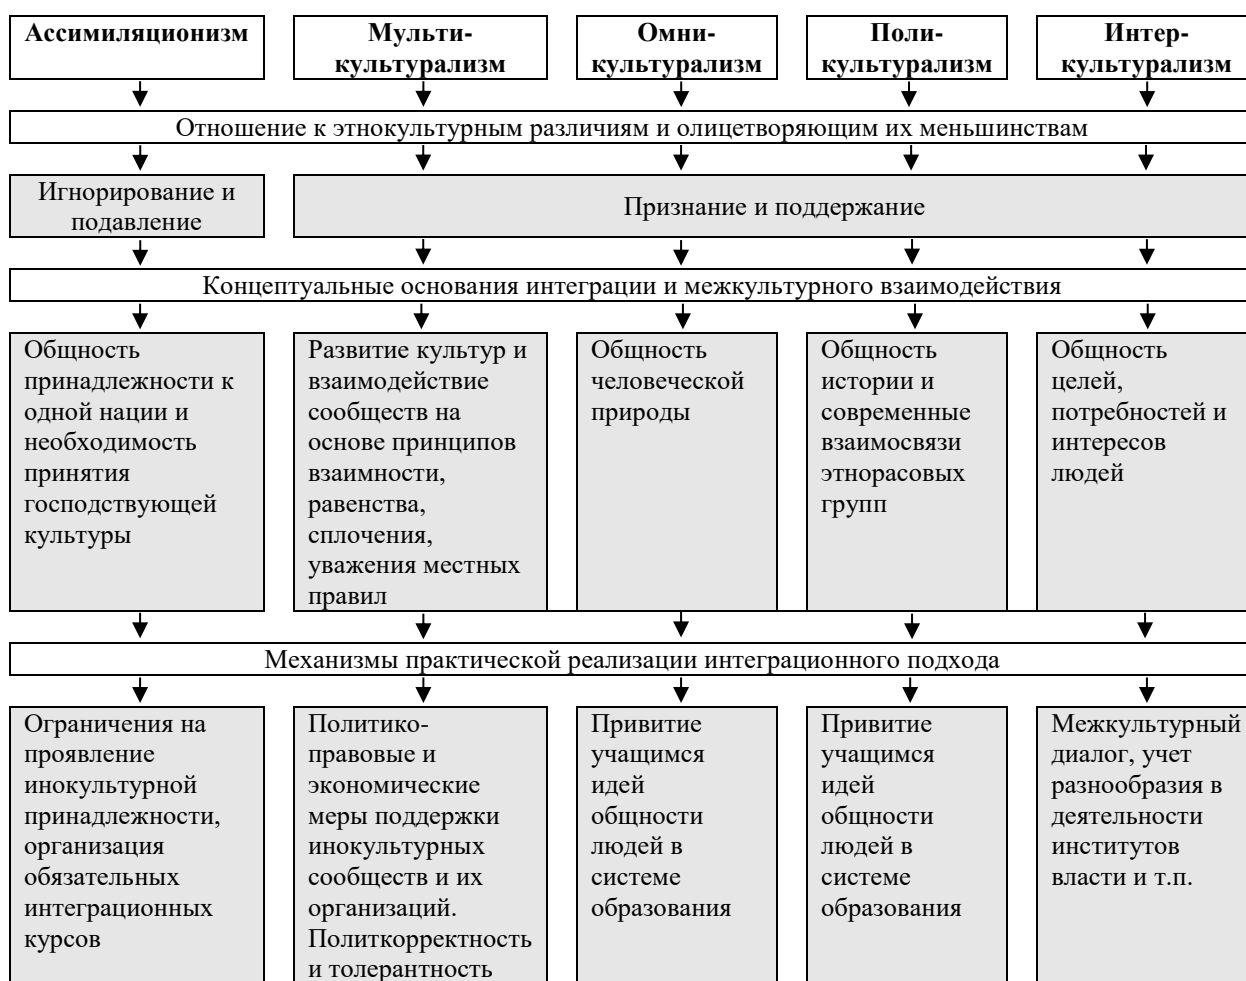 Ассимиляционизм
Мульти-
культурализм
Омни-
культурализм
Поли-
культурализм
Интер-
культурализм
Отношение к этнокультурным различиям и олицетворяющим их меньшинствам
Игнорирование и
подавление
Признание и поддержание
Концептуальные основания интеграции и межкультурного взаимодействия
Общность
принадлежности к
одной нации и
необходимость
принятия
господствующей
культуры
Развитие культур и
взаимодействие
сообществ на
основе принципов
взаимности,
равенства,
сплочения,
уважения местных
правил
Общность
человеческой
природы
Общность
истории и
современные
взаимосвязи
этнорасовых
групп
Общность
целей,
потребностей и
интересов
людей
Механизмы практической реализации интеграционного подхода
Ограничения на
проявление
инокультурной
принадлежности,
организация
обязательных
интеграционных
курсов
Политико-
правовые и
экономические
меры поддержки
инокультурных
сообществ и их
организаций.
Политкорректность
и толерантность
Привитие
учащимся
идей
общности
людей в
системе
образования
Привитие
учащимся
идей
общности
людей в
системе
образования
Межкультурный
диалог, учет
разнообразия в
деятельности
институтов
власти и т.п.